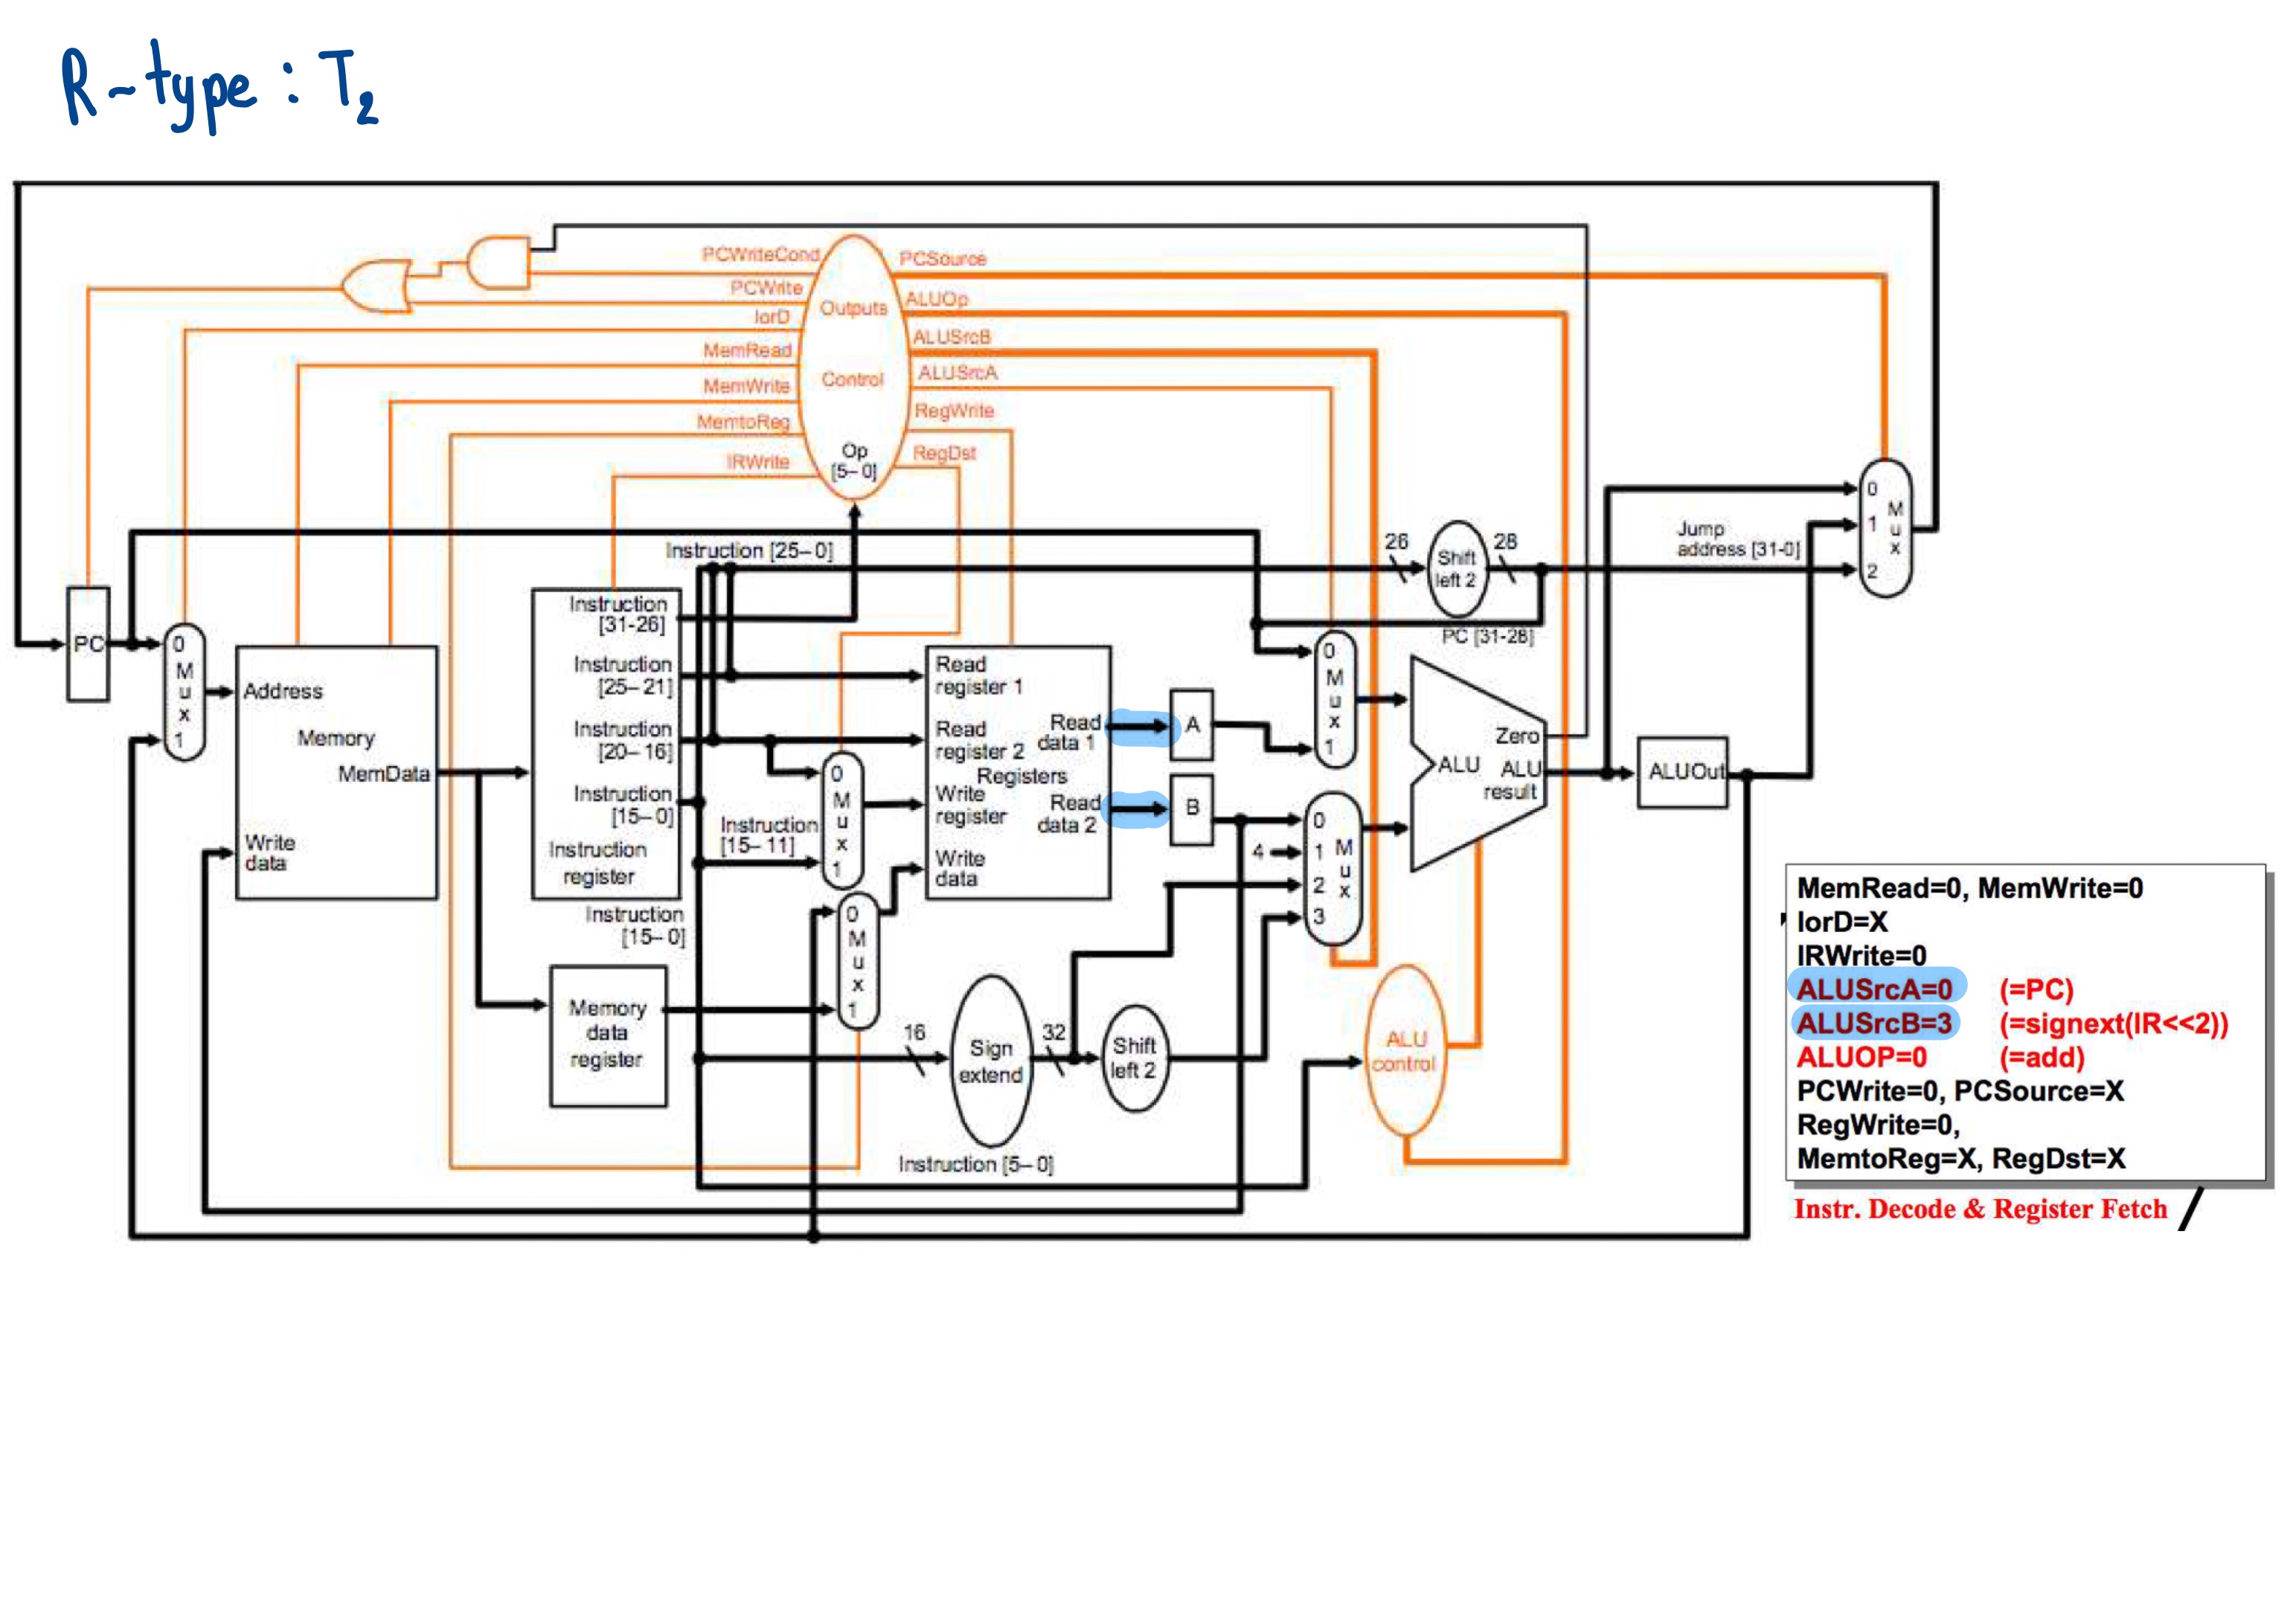 R-type : T2
PCWriteCond
PCSource
PCWrite
ALUOp
Outputs
IorD
ALUSrcB
MemRead
ALUSrcA
Control
MemWrite
RegWrite
MemtoReg
Op
[5–0]
RegDst
IRWrite
0
M
u
x
1
2
Jump
address [31-0]
26
Shift
left 2
28
PC [31-28]
Instruction [25–0]
PC
0
M
u
x
1
Address
Memory
MemData
Write
data
Instruction
[31-26]
Instruction
[25–21]
Instruction
[20–16]
Instruction
[15–0]
Instruction
register
Instruction
[15–11]
0
M
u
x
1
Read
register 1
Read
register 2
Registers
Write
register
Write
data
Read
data 1
Read
data 2
A
B
0
M
u
x
1
4
0
1
2
3
M
u
x
Zero
ALU
ALU
result
ALUOut
Instruction
[15–0]
Memory
data
register
0
M
u
x
1
16
Sign
extend
32
Shift
left 2
ALU
control
Instruction [5–0]
MemRead=0, MemWrite=0
IorD=X
IRWrite=0
ALUSrcA=0 (=PC)
ALUSrcB=3 (=signext(IR<<2))
ALUOP=0 (=add)
PCWrite=0, PCSource=X
RegWrite=0,
MemtoReg=X, RegDst=X
Instr. Decode & Register Fetch /